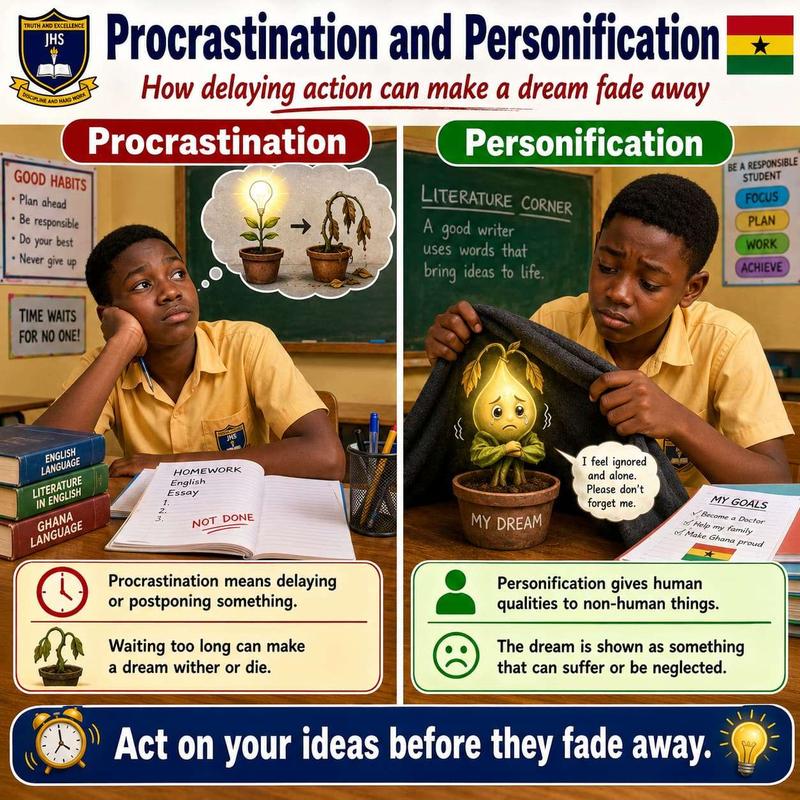 TRUTH AND EXCELLENCE
JHS
DISCIPLINE AND HARD WORK
Procrastination and Personification
How delaying action can make a dream fade away
Procrastination
GOOD HABITS
• Plan ahead
• Be responsible
• Do your best
• Never give up
TIME WAITS
FOR NO ONE!
JHS
ENGLISH
LANGUAGE
LITERATURE
IN ENGLISH
GHANA
LANGUAGE
HOMEWORK
English
Essay
1.
2.
3.
NOT DONE
Procrastination means delaying
or postponing something.
Waiting too long can make
a dream wither or die.
Personification
LITERATURE CORNER
A good writer
uses words that
bring ideas to life.
BE A RESPONSIBLE
STUDENT
FOCUS
PLAN
WORK
ACHIEVE
I feel ignored
and alone.
Please don't
forget me.
MY DREAM
MY GOALS
✓ Become a Doctor
✓ Help my family
✓ Make Ghana proud
Personification gives human
qualities to non-human things.
The dream is shown as something
that can suffer or be neglected.
Act on your ideas before they fade away.